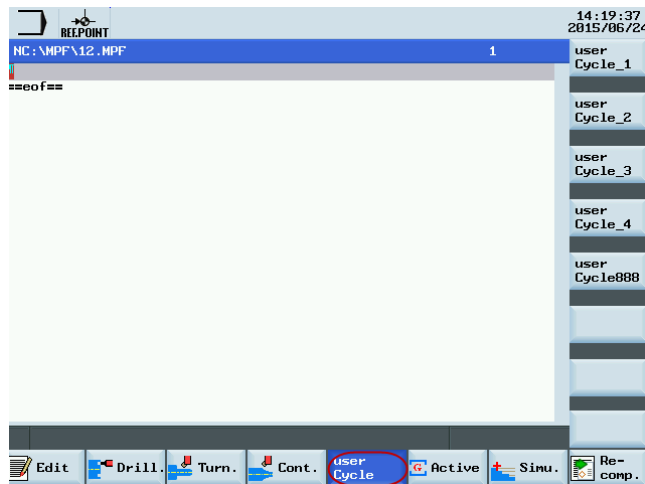 14:19:37
REF.POINT
2015/06/24
NC:\MPF\12.MPF 1
==eof==
user
Cycle_1
user
Cycle_2
user
Cycle_3
user
Cycle_4
user
Cycle888
Edit
Drill.
Turn.
Cont.
user
Cycle
G Active
Simu.
Re-
comp.